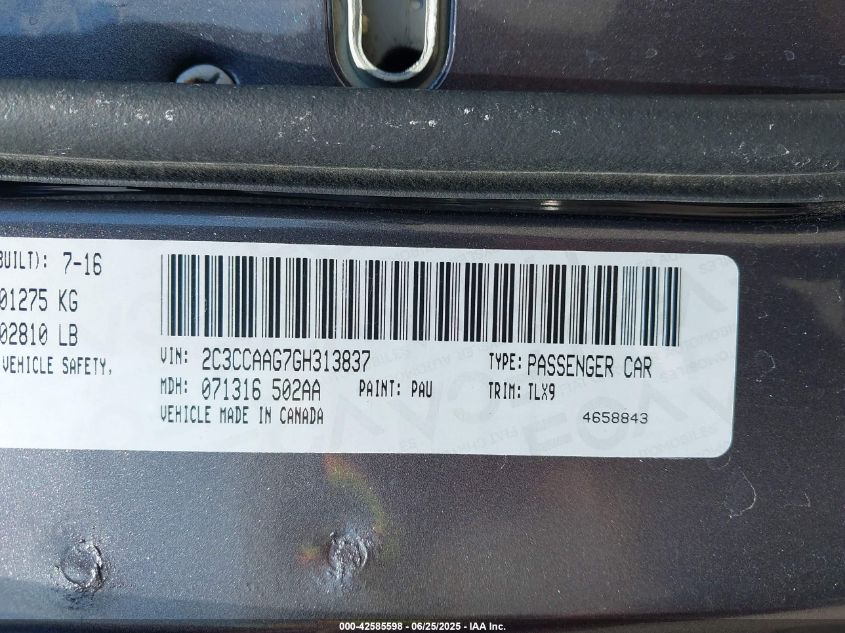 BUILT): 7-16
01275 KG
02810 LB
VEHICLE SAFETY,
VIN: 2C3CCAAG7GH313837 TYPE: PASSENGER CAR
MDH: 071316 502AA PAINT: PAU TRIM: TLX9
VEHICLE MADE IN CANADA 4658843
000-42585598 - 06/25/2025 - IAA Inc.